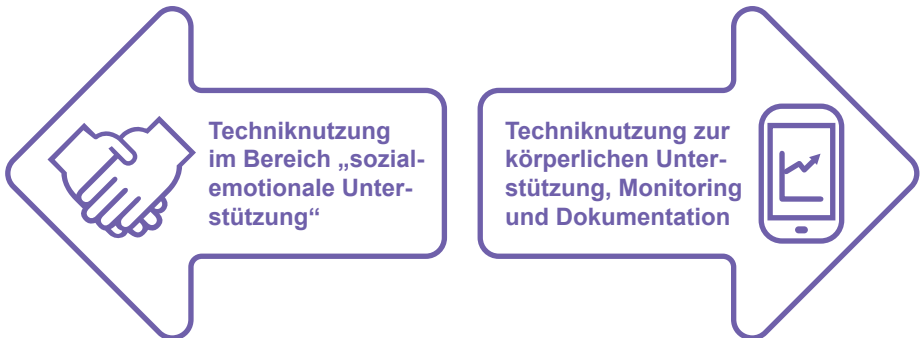 Techniknutzung
im Bereich „sozial-
emotionale Unter-
stützung“
Techniknutzung zur
körperlichen Unter-
stützung, Monitoring
und Dokumentation